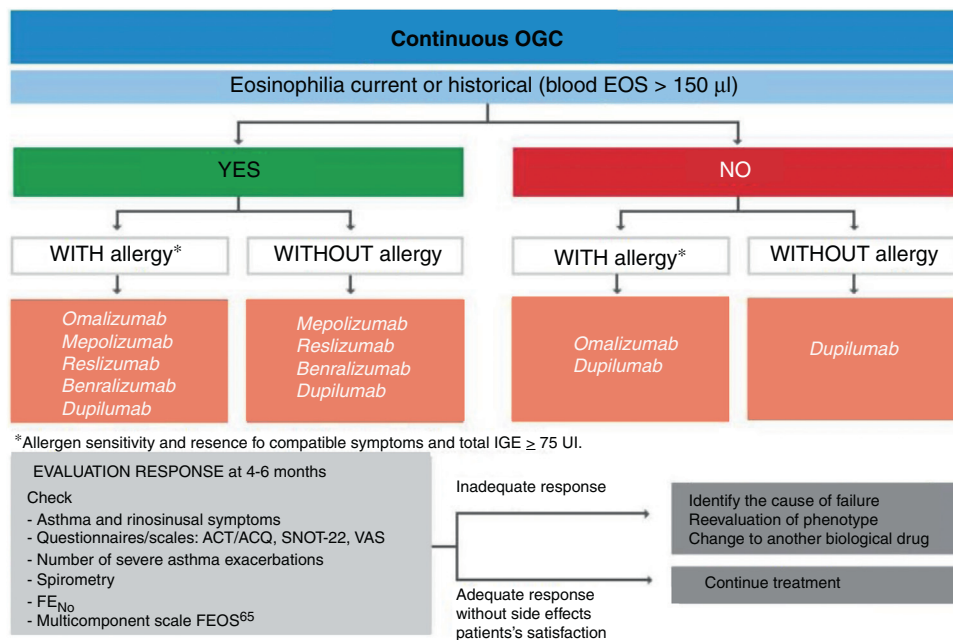 Continuous OGC
Eosinophilia current or historical (blood EOS > 150 μl)
YES
NO
WITH allergy*
WITHOUT allergy
WITH allergy*
WITHOUT allergy
Omalizumab
Mepolizumab
Reslizumab
Benralizumab
Dupilumab
Mepolizumab
Reslizumab
Benralizumab
Dupilumab
Omalizumab
Dupilumab
Dupilumab
*Allergen sensitivity and resence fo compatible symptoms and total IGE ≥ 75 UI.
EVALUATION RESPONSE at 4-6 months
Check
- Asthma and rinosinusal symptoms
- Questionnaires/scales: ACT/ACQ, SNOT-22, VAS
- Number of severe asthma exacerbations
- Spirometry
- FENo
- Multicomponent scale FEOS65
Inadequate response
Adequate response
without side effects
patients's satisfaction
Identify the cause of failure
Reevaluation of phenotype
Change to another biological drug
Continue treatment